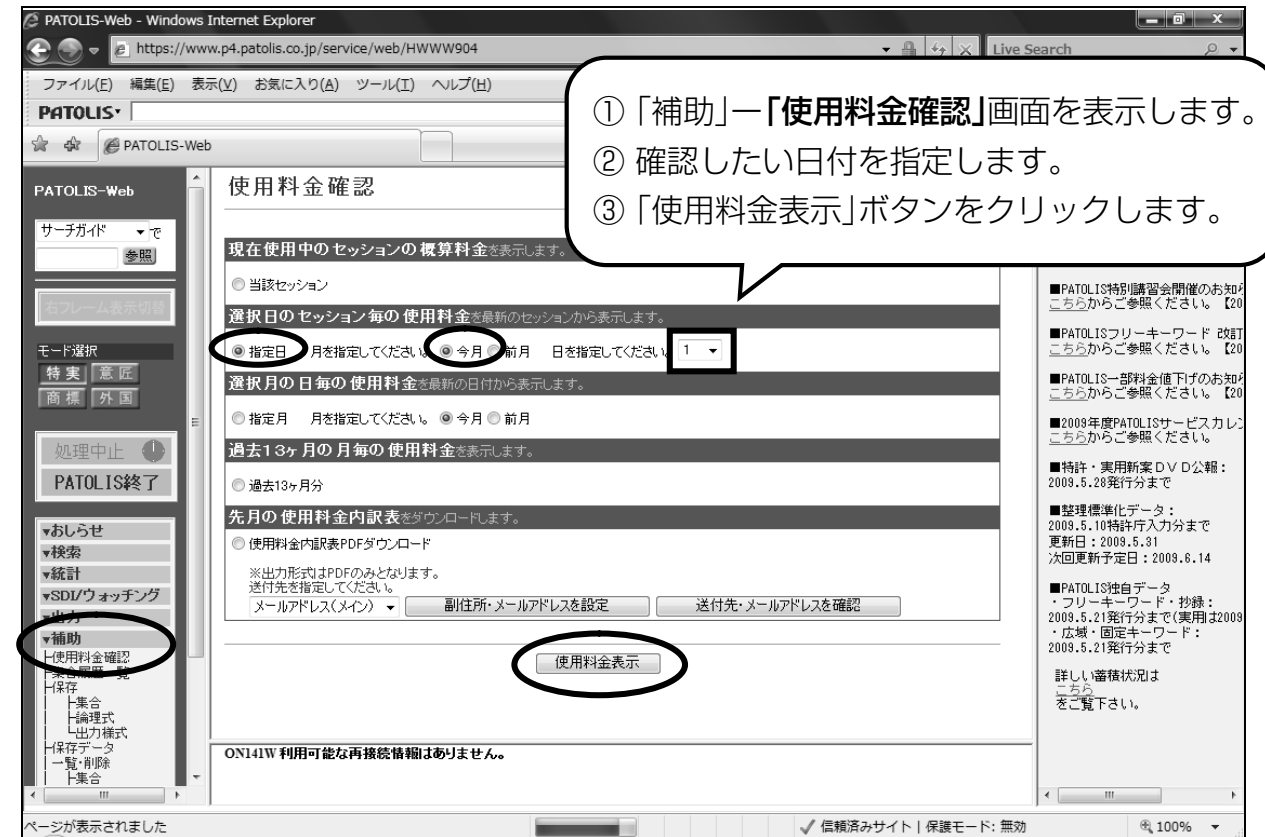 PATOLIS-Web - Windows Internet Explorer
https://www.p4.patolis.co.jp/service/web/HWWW904
Live Search
ファイル(F) 編集(E) 表示(V) お気に入り(A) ツール(T) ヘルプ(H)
PATOLIS
PATOLIS-Web
① 「補助」―「使用料金確認」画面を表示します。
② 確認したい日付を指定します。
③ 「使用料金表示」ボタンをクリックします。
PATOLIS-Web
サーチガイド で
参照
右フレーム表示切替
モード選択
特実 意匠
商標 外国
処理中止
PATOLIS終了
▾おしらせ
▾検索
▾統計
▾SDI/ウォッチング
▾出力
▾補助
├使用料金確認
├集合履歴一覧
├保存
│ ├集合
│ ├論理式
│ └出力様式
├保存データ
│一覧・削除
│ ├集合
使用料金確認
現在使用中のセッションの概算料金を表示します。
当該セッション
選択日のセッション毎の使用料金を最新のセッションから表示します。
指定日 月を指定してください。 今月 前月 日を指定してください。 1
選択月の日毎の使用料金を最新の日付から表示します。
指定月 月を指定してください。 今月 前月
過去13ヶ月の月毎の使用料金を表示します。
過去13ヶ月分
先月の使用料金内訳表をダウンロードします。
使用料金内訳表PDFダウンロード
※出力形式はPDFのみとなります。
送付先を指定してください。
メールアドレス(メイン) 副住所・メールアドレスを設定 送付先・メールアドレスを確認
使用料金表示
ON141W 利用可能な再接続情報はありません。
■PATOLIS特別講習会開催のお知ら
こちらからご参照ください。【20
■PATOLISフリーキーワード 改訂
こちらからご参照ください。【20
■PATOLIS一部料金値下げのお知ら
こちらからご参照ください。【20
■2009年度PATOLISサービスカレン
こちらからご参照ください。
■特許・実用新案DVD公報：
2009.5.28発行分まで
■整理標準化データ：
2009.5.10特許庁入力分まで
更新日：2009.5.31
次回更新予定日：2009.6.14
■PATOLIS独自データ
・フリーキーワード・抄録：
2009.5.21発行分まで(実用は2009
・広域・固定キーワード：
2009.5.21発行分まで
詳しい蓄積状況は
こちら
をご覧下さい。
ページが表示されました
信頼済みサイト | 保護モード: 無効
100%